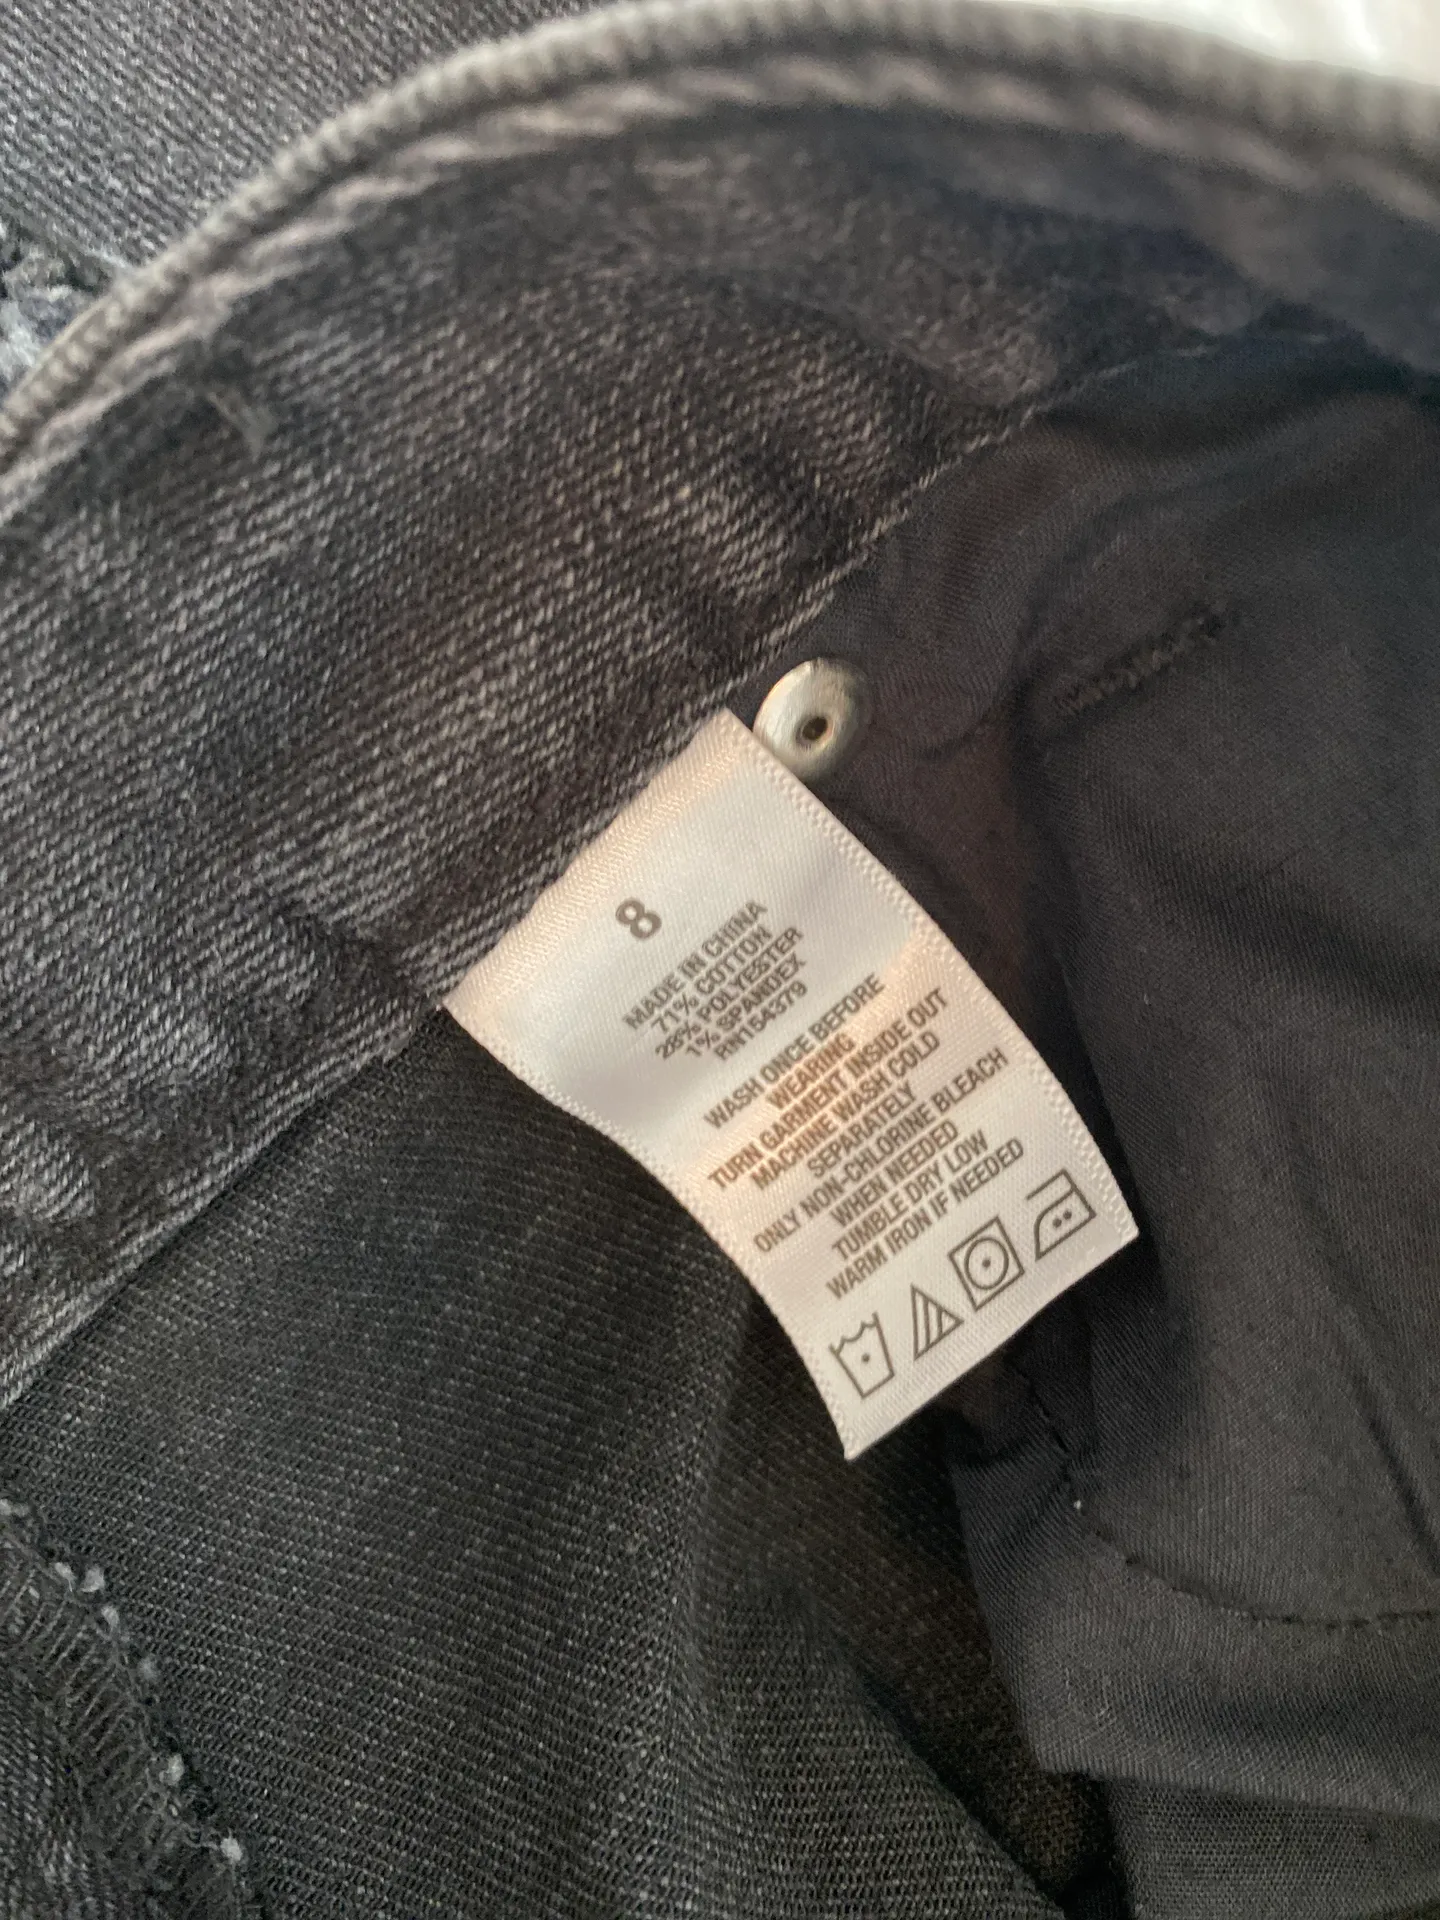 8
MADE IN CHINA
71% COTTON
28% POLYESTER
1% SPANDEX
RN154379
WASH ONCE BEFORE
WEARING
TURN GARMENT INSIDE OUT
MACHINE WASH COLD
SEPARATELY
ONLY NON-CHLORINE BLEACH
WHEN NEEDED
TUMBLE DRY LOW
WARM IRON IF NEEDED